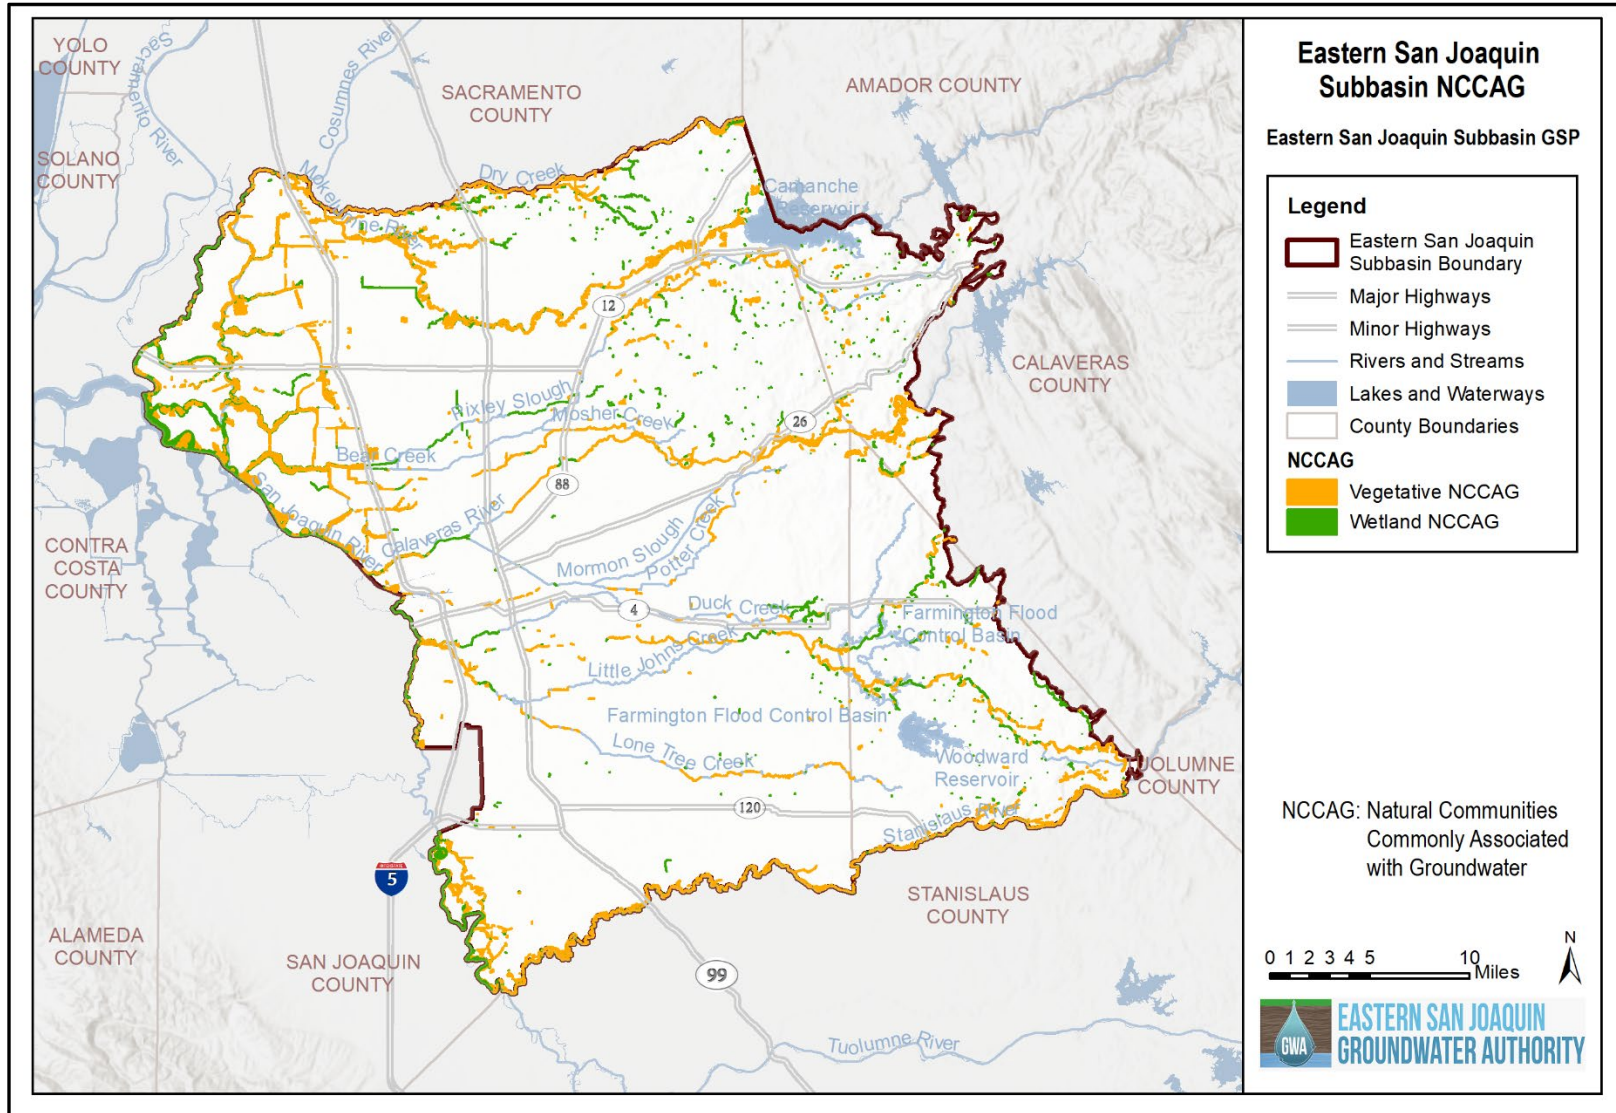 YOLO
COUNTY
Sacramento River
Cosumnes River
SACRAMENTO
COUNTY
AMADOR COUNTY
SOLANO
COUNTY
Mokelumne River
Dry Creek
Camanche
Reservoir
12
CALAVERAS
COUNTY
Pixley Slough
Mosher Creek
26
Bear Creek
88
San Joaquin River
Calaveras River
Mormon Slough
Potter Creek
CONTRA
COSTA
COUNTY
4
Duck Creek
Farmington Flood
Control Basin
Little Johns Creek
Farmington Flood Control Basin
Lone Tree Creek
Woodward
Reservoir
UOLUMNE
COUNTY
120
Stanislaus River
5
STANISLAUS
COUNTY
ALAMEDA
COUNTY
SAN JOAQUIN
COUNTY
99
Tuolumne River
Eastern San Joaquin
Subbasin NCCAG
Eastern San Joaquin Subbasin GSP
Legend
Eastern San Joaquin
Subbasin Boundary
Major Highways
Minor Highways
Rivers and Streams
Lakes and Waterways
County Boundaries
NCCAG
Vegetative NCCAG
Wetland NCCAG
NCCAG: Natural Communities
Commonly Associated
with Groundwater
N
0 1 2 3 4 5 10
Miles
GWA
EASTERN SAN JOAQUIN
GROUNDWATER AUTHORITY